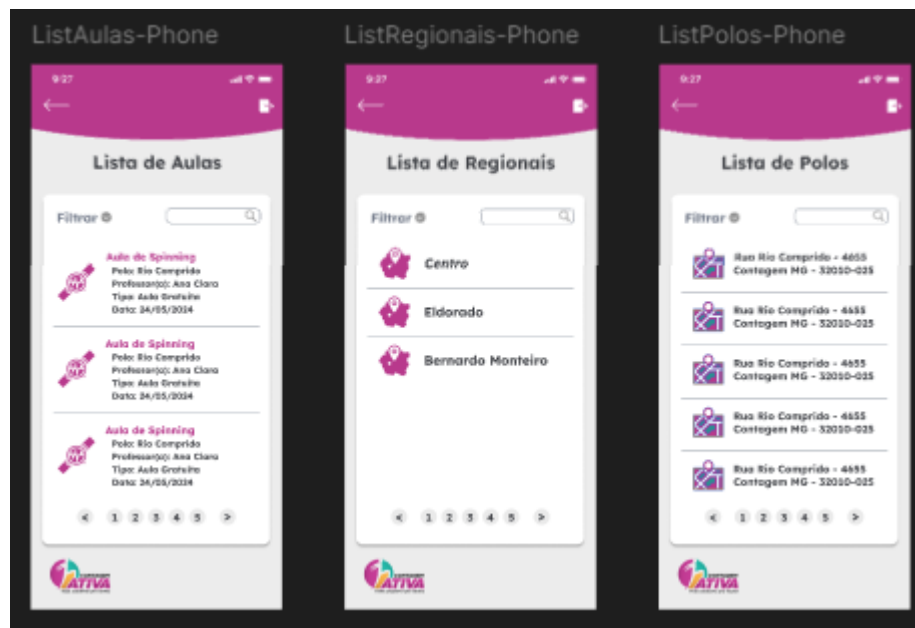 ListAulas-Phone
9:27
Lista de Aulas
Filtrar
Aula de Spinning
Polo: Rio Comprido
Professor(a): Ana Clara
Tipo: Aula Gratuita
Data: 24/05/2024
Aula de Spinning
Polo: Rio Comprido
Professor(a): Ana Clara
Tipo: Aula Gratuita
Data: 24/05/2024
Aula de Spinning
Polo: Rio Comprido
Professor(a): Ana Clara
Tipo: Aula Gratuita
Data: 24/05/2024
< 1 2 3 4 5 >
CONTAGEM
ATIVA
ListRegionais-Phone
9:27
Lista de Regionais
Filtrar
Centro
Eldorado
Bernardo Monteiro
< 1 2 3 4 5 >
CONTAGEM
ATIVA
ListPolos-Phone
9:27
Lista de Polos
Filtrar
Rua Rio Comprido - 4655
Contagem MG - 32010-025
Rua Rio Comprido - 4655
Contagem MG - 32010-025
Rua Rio Comprido - 4655
Contagem MG - 32010-025
Rua Rio Comprido - 4655
Contagem MG - 32010-025
Rua Rio Comprido - 4655
Contagem MG - 32010-025
< 1 2 3 4 5 >
CONTAGEM
ATIVA